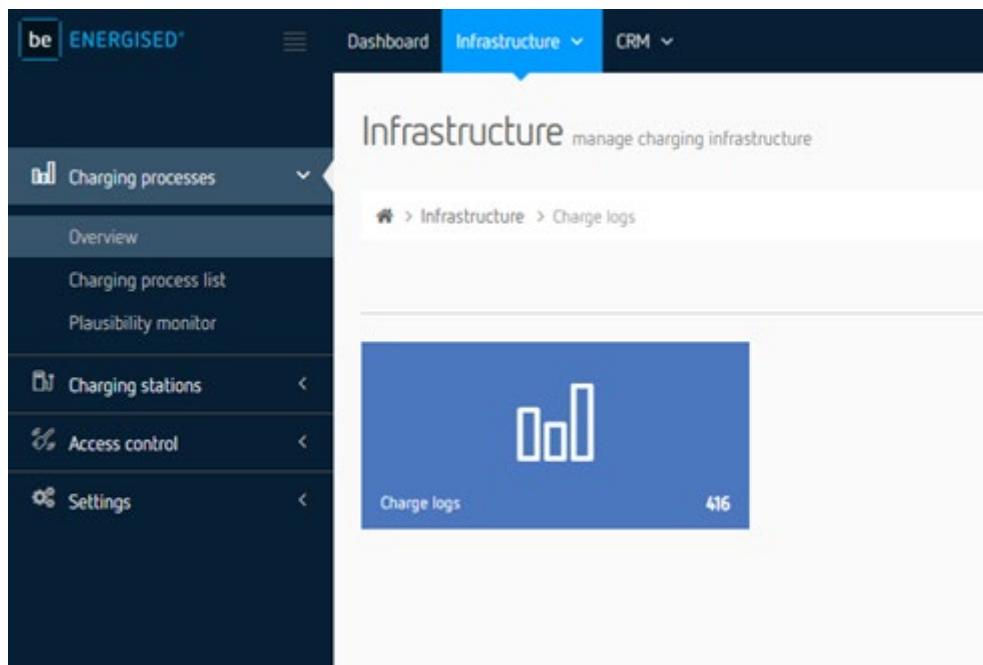 be ENERGISED®
Dashboard Infrastructure CRM
Infrastructure manage charging infrastructure
Charging processes
> Infrastructure > Charge logs
Overview
Charging process list
Plausibility monitor
Charging stations
Access control
Settings
Charge logs 416